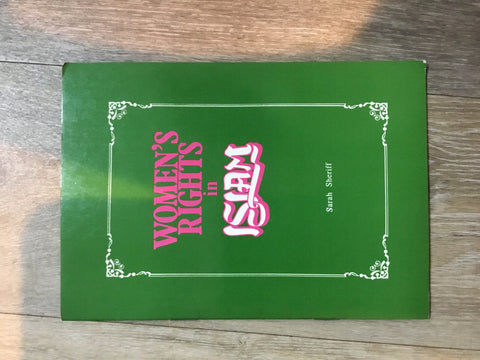 WOMEN'S
RIGHTS
in
ISLAM
Sarah Sheriff